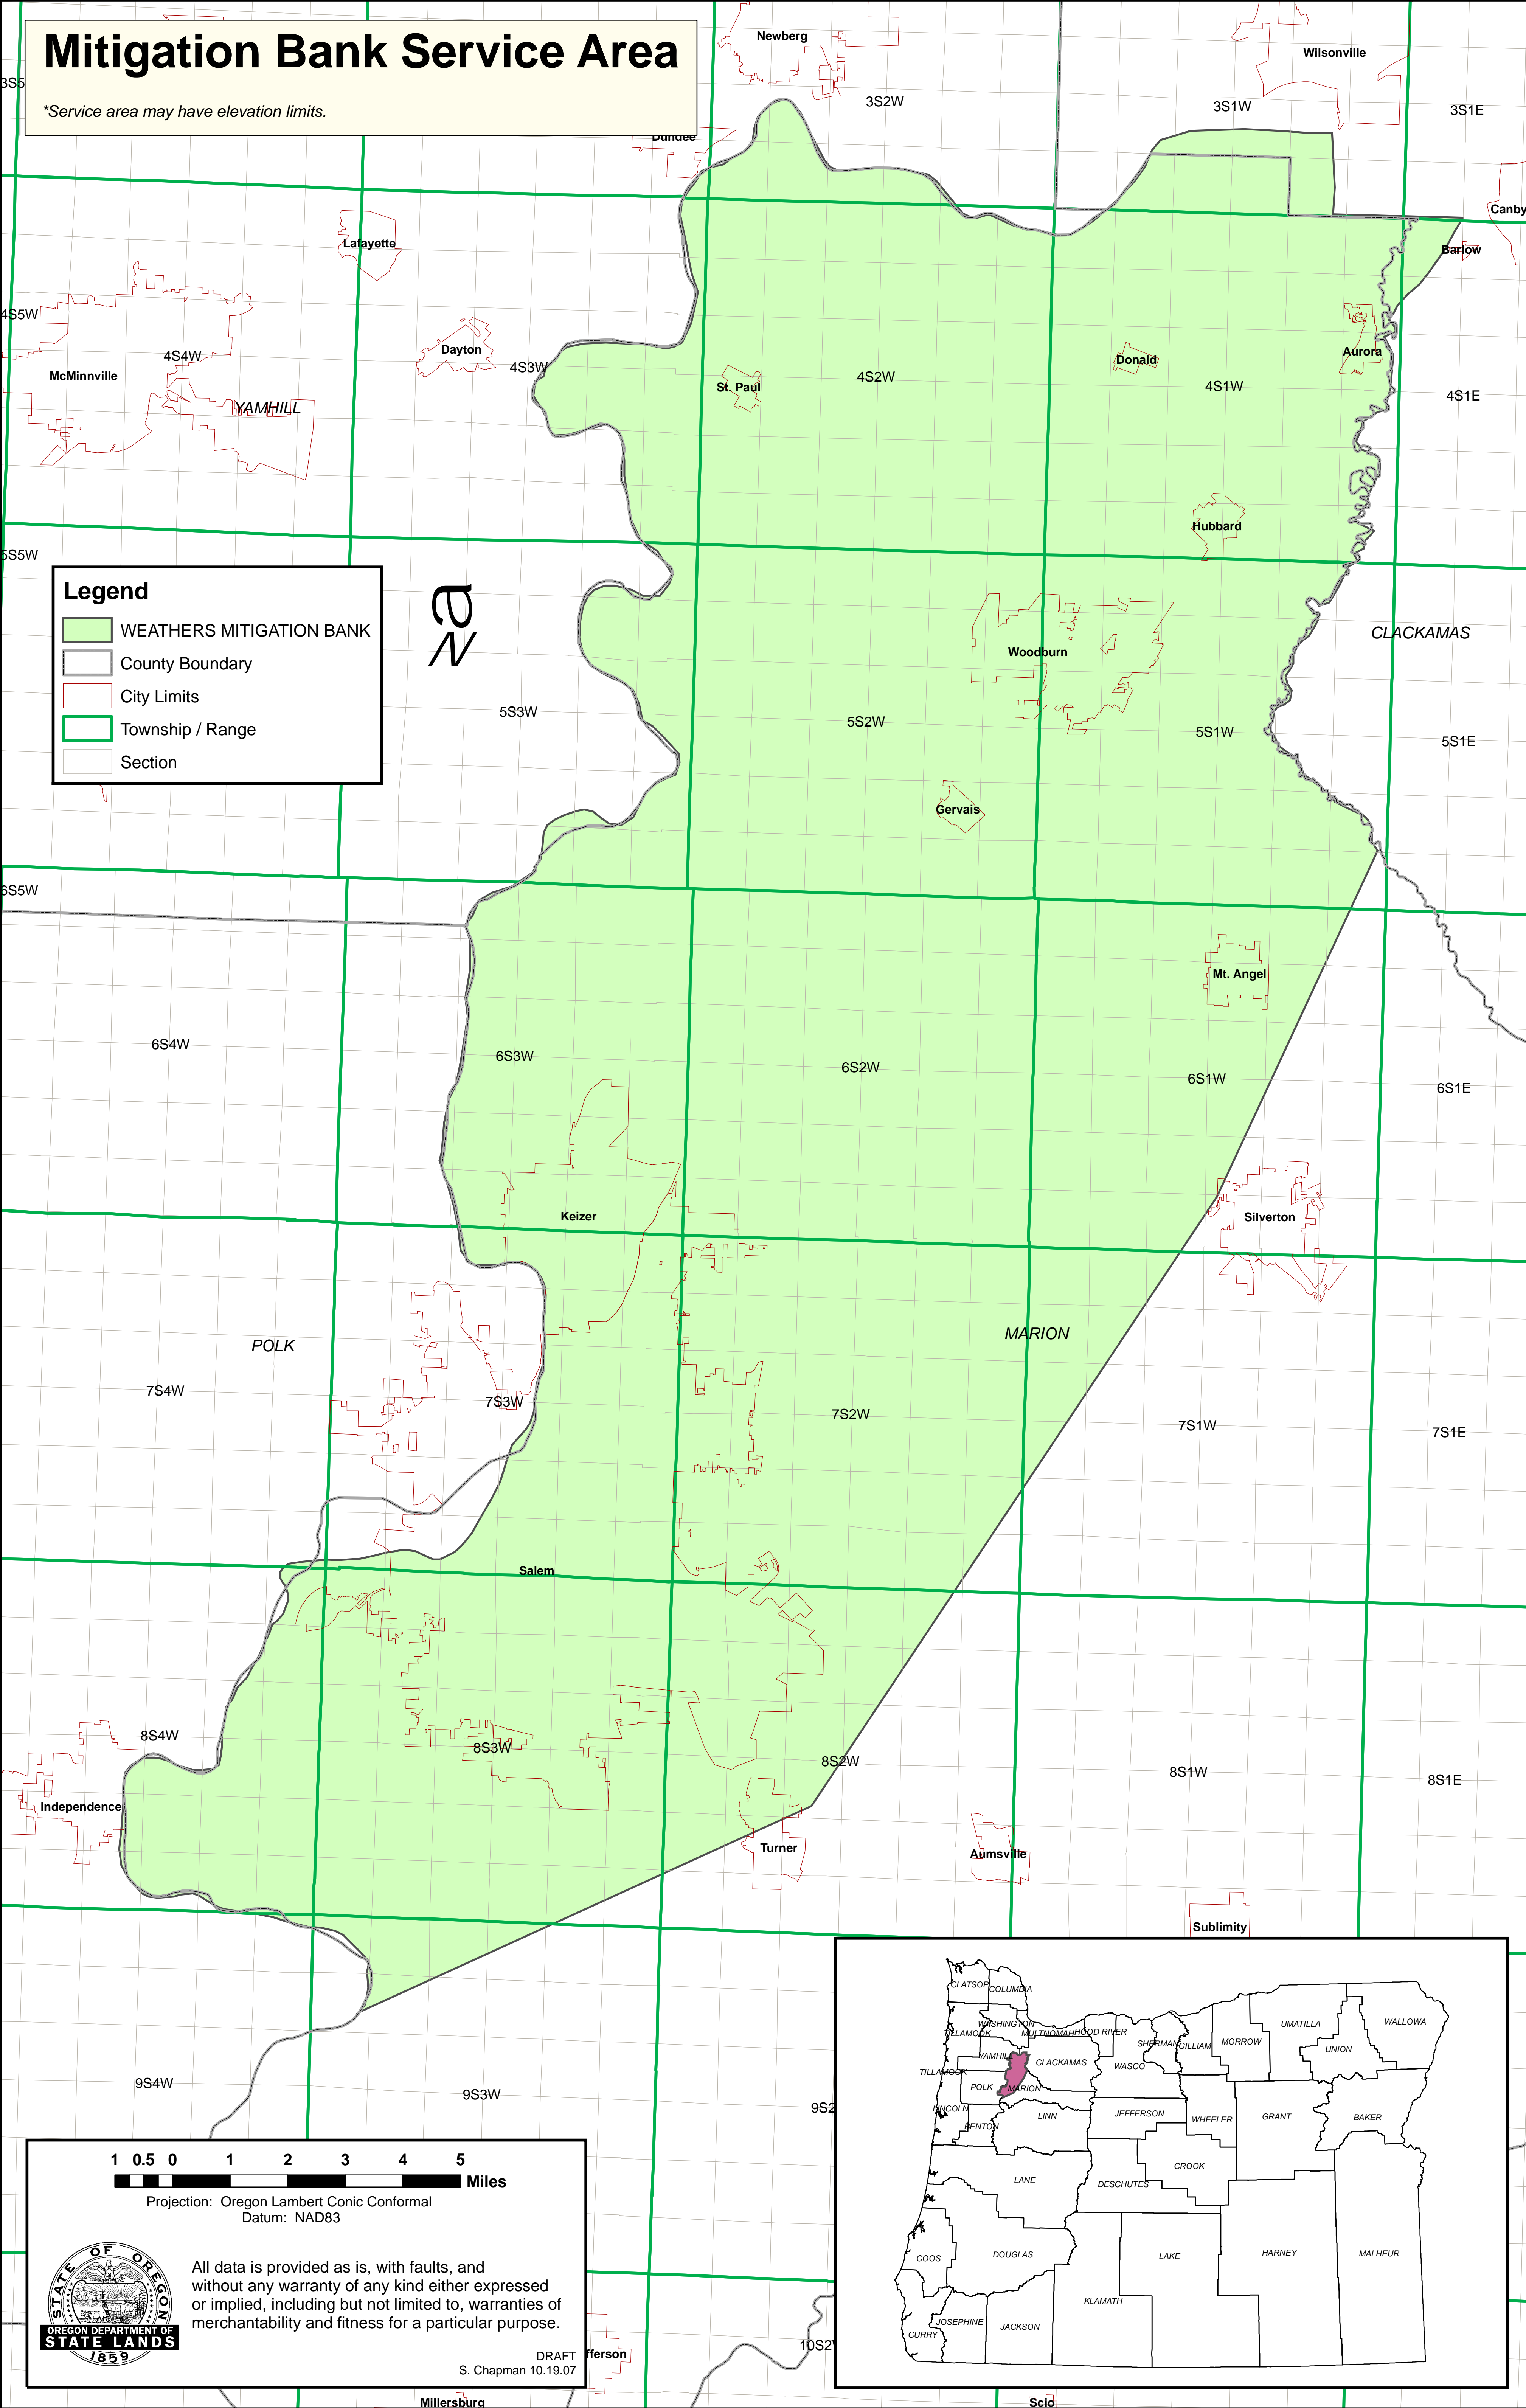 Mitigation Bank Service Area
*Service area may have elevation limits.
Newberg
Wilsonville
3S5
3S2W
3S1W
3S1E
Dundee
Canby
Lafayette
Barlow
4S5W
4S4W
McMinnville
Dayton
4S3W
YAMHILL
St. Paul
4S2W
Donald
4S1W
Aurora
4S1E
Hubbard
5S5W
Legend
WEATHERS MITIGATION BANK
County Boundary
City Limits
Township / Range
Section
za
CLACKAMAS
Woodburn
5S3W
5S2W
5S1W
5S1E
Gervais
6S5W
Mt. Angel
6S4W
6S3W
6S2W
6S1W
6S1E
Keizer
Silverton
POLK
MARION
7S4W
7S3W
7S2W
7S1W
7S1E
Salem
8S4W
8S3W
8S2W
8S1W
8S1E
Independence
Turner
Aumsville
Sublimity
9S4W
9S3W
9S2
CLATSOP
COLUMBIA
WASHINGTON
TILLAMOOK
MULTNOMAH
HOOD RIVER
SHERMAN
GILLIAM
MORROW
UMATILLA
UNION
WALLOWA
YAMHILL
CLACKAMAS
WASCO
TILLAMOOK
POLK
MARION
LINCOLN
BENTON
LINN
JEFFERSON
WHEELER
GRANT
BAKER
LANE
CROOK
DESCHUTES
COOS
DOUGLAS
LAKE
HARNEY
MALHEUR
KLAMATH
CURRY
JOSEPHINE
JACKSON
1 0.5 0 1 2 3 4 5
Miles
Projection: Oregon Lambert Conic Conformal
Datum: NAD83
STATE OF OREGON
OREGON DEPARTMENT OF
STATE LANDS
1859
All data is provided as is, with faults, and
without any warranty of any kind either expressed
or implied, including but not limited to, warranties of
merchantability and fitness for a particular purpose.
DRAFT
S. Chapman 10.19.07
fferson
10S2
Millersburg
Scio